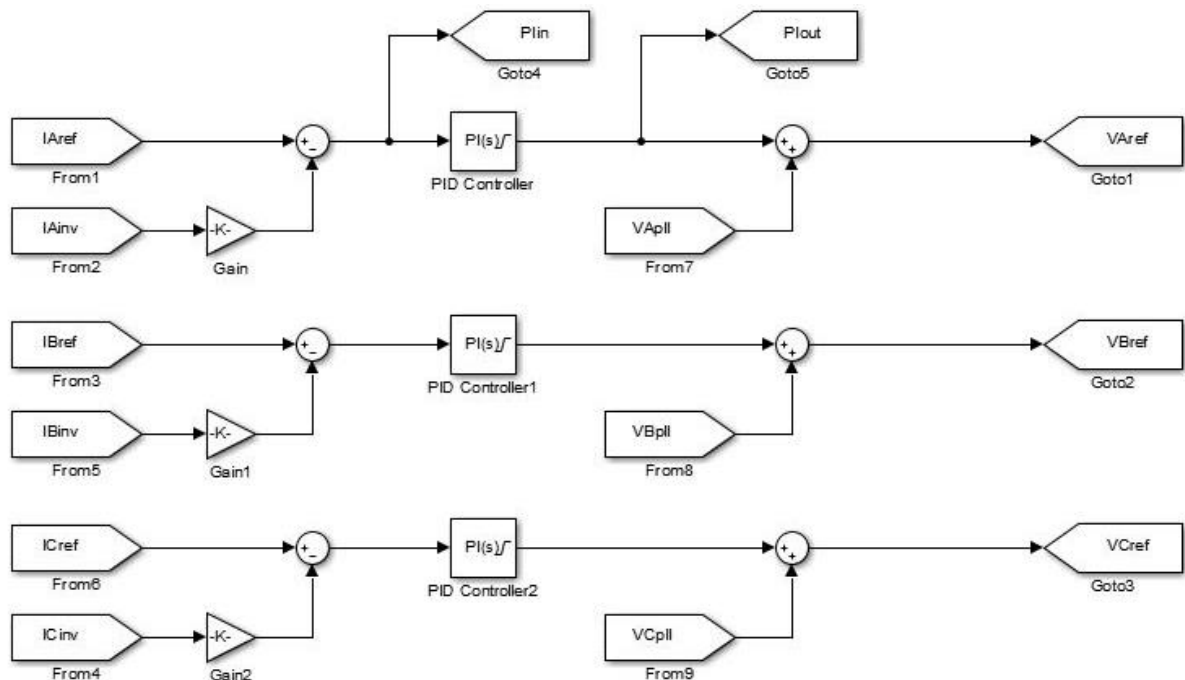 PIin
Goto4
PIout
Goto5
IAref
From1
+
−
PI(s)
PID Controller
+
+
VAref
Goto1
IAinv
From2
-K-
Gain
VApll
From7
IBref
From3
+
−
PI(s)
PID Controller1
+
+
VBref
Goto2
IBinv
From5
-K-
Gain1
VBpll
From8
ICref
From6
+
−
PI(s)
PID Controller2
+
+
VCref
Goto3
ICinv
From4
-K-
Gain2
VCpll
From9